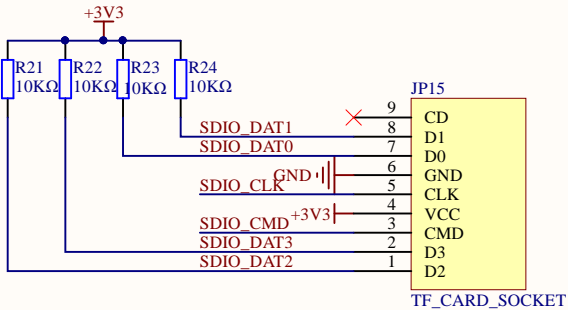 +3V3
R21 R22 R23 R24
10KΩ 10KΩ 10KΩ 10KΩ
JP15
9 CD
SDIO_DAT1 8 D1
SDIO_DAT0 7 D0
GND 6 GND
SDIO_CLK 5 CLK
+3V3 4 VCC
SDIO_CMD 3 CMD
SDIO_DAT3 2 D3
SDIO_DAT2 1 D2
TF_CARD_SOCKET